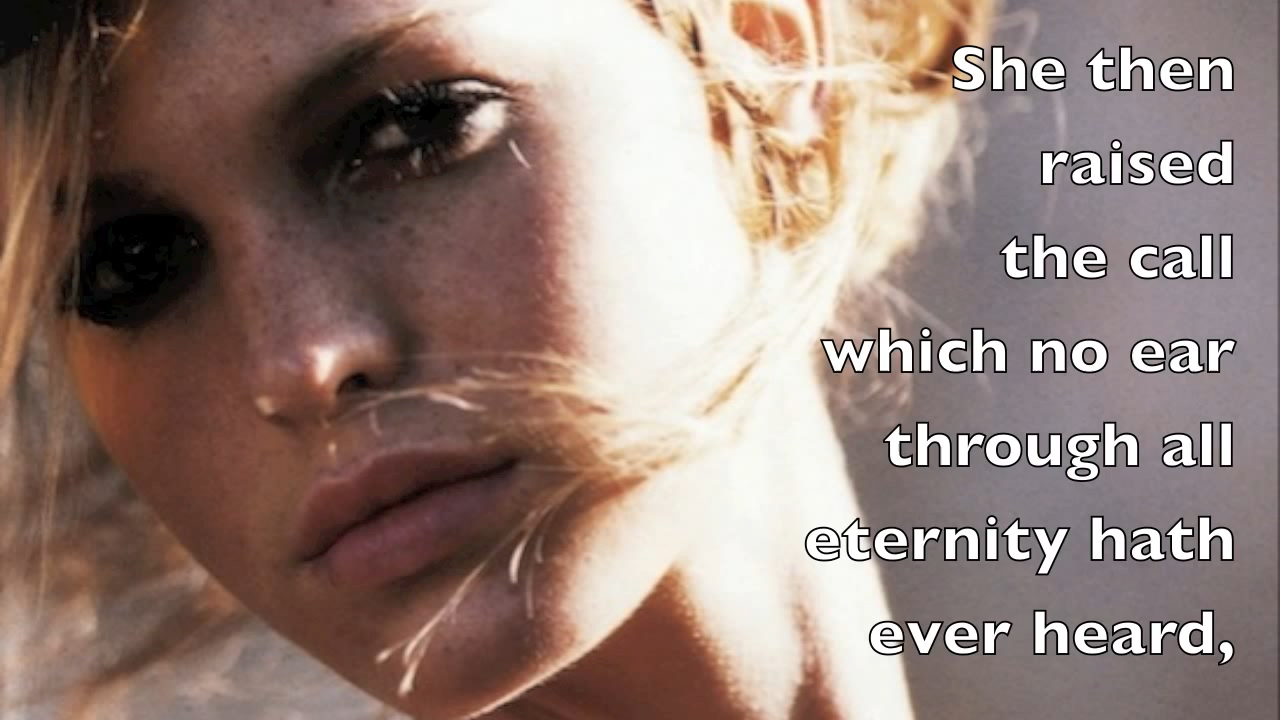 She then
raised
the call
which no ear
through all
eternity hath
ever heard,